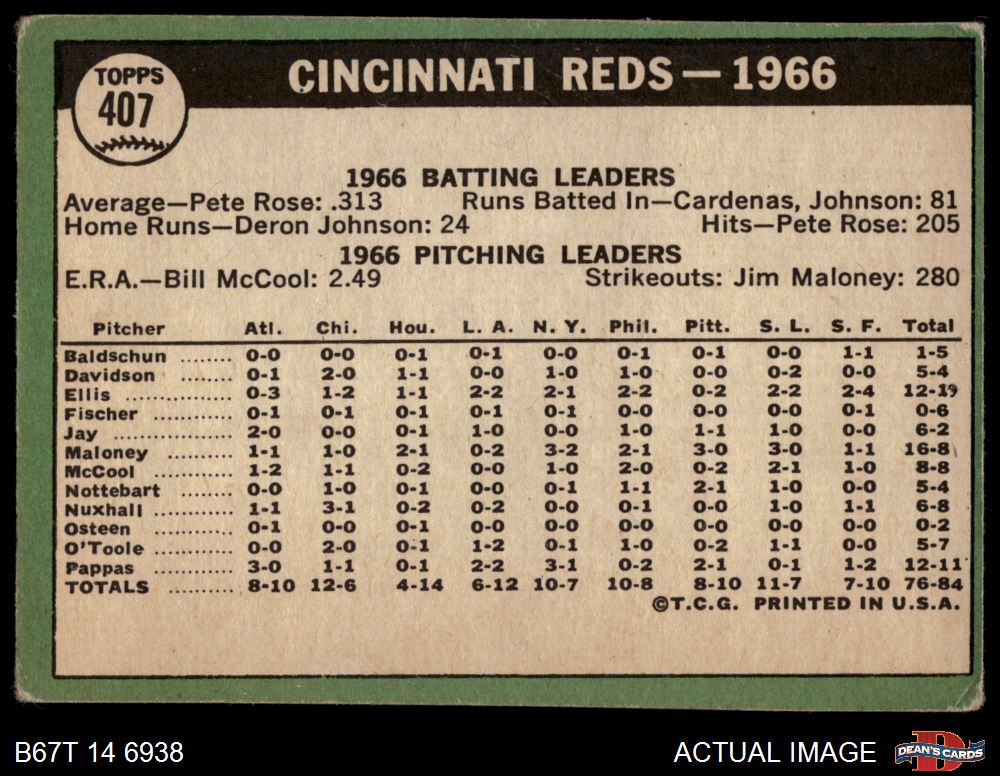 TOPPS
407
CINCINNATI REDS—1966
1966 BATTING LEADERS
Average—Pete Rose: .313 Runs Batted In—Cardenas, Johnson: 81
Home Runs—Deron Johnson: 24 Hits—Pete Rose: 205
1966 PITCHING LEADERS
E.R.A.—Bill McCool: 2.49 Strikeouts: Jim Maloney: 280
Pitcher Atl. Chi. Hou. L. A. N. Y. Phil. Pitt. S. L. S. F. Total
Baldschun ........ 0-0 0-0 0-1 0-1 0-0 0-1 0-1 0-0 1-1 1-5
Davidson ........ 0-1 2-0 1-1 0-0 1-0 1-0 0-0 0-2 0-0 5-4
Ellis ................ 0-3 1-2 1-1 2-2 2-1 2-2 0-2 2-2 2-4 12-19
Fischer ............ 0-1 0-1 0-1 0-1 0-1 0-0 0-0 0-0 0-1 0-6
Jay .................. 2-0 0-0 0-1 1-0 0-0 1-0 1-1 1-0 0-0 6-2
Maloney .......... 1-1 1-0 2-1 0-2 3-2 2-1 3-0 3-0 1-1 16-8
McCool ............ 1-2 1-1 0-2 0-0 1-0 2-0 0-2 2-1 1-0 8-8
Nottebart ........ 0-0 1-0 0-1 0-0 0-1 1-1 2-1 1-0 0-0 5-4
Nuxhall ............ 1-1 3-1 0-2 0-2 0-0 0-1 0-0 1-0 1-1 6-8
Osteen ............ 0-1 0-0 0-1 0-0 0-0 0-0 0-0 0-0 0-0 0-2
O'Toole ............ 0-0 2-0 0-1 1-2 0-1 1-0 0-2 1-1 0-0 5-7
Pappas ............ 3-0 1-1 0-1 2-2 3-1 0-2 2-1 0-1 1-2 12-11
TOTALS ............ 8-10 12-6 4-14 6-12 10-7 10-8 8-10 11-7 7-10 76-84
©T.C.G. PRINTED IN U.S.A.
B67T 14 6938 ACTUAL IMAGE
D
DEAN'S CARDS